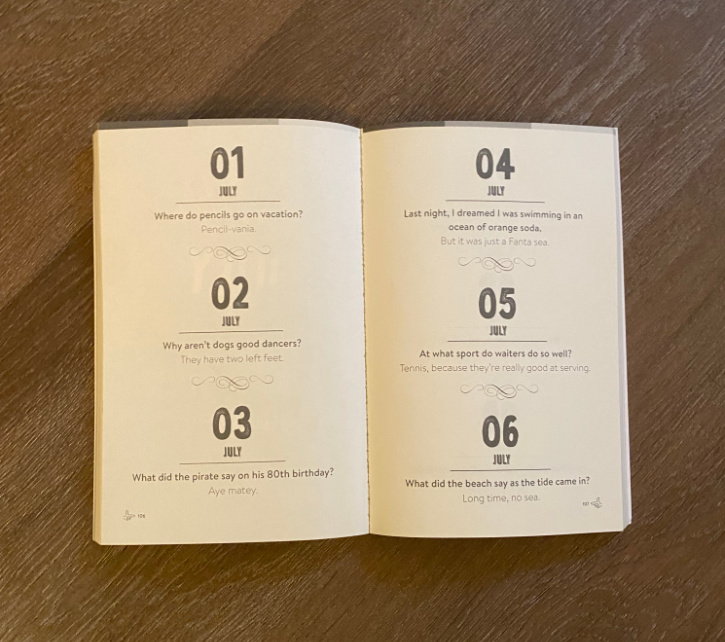 01
JULY
Where do pencils go on vacation?
Pencil-vania.
02
JULY
Why aren't dogs good dancers?
They have two left feet.
03
JULY
What did the pirate say on his 80th birthday?
Aye matey.
106
04
JULY
Last night, I dreamed I was swimming in an
ocean of orange soda.
But it was just a Fanta sea.
05
JULY
At what sport do waiters do so well?
Tennis, because they're really good at serving.
06
JULY
What did the beach say as the tide came in?
Long time, no sea.
107